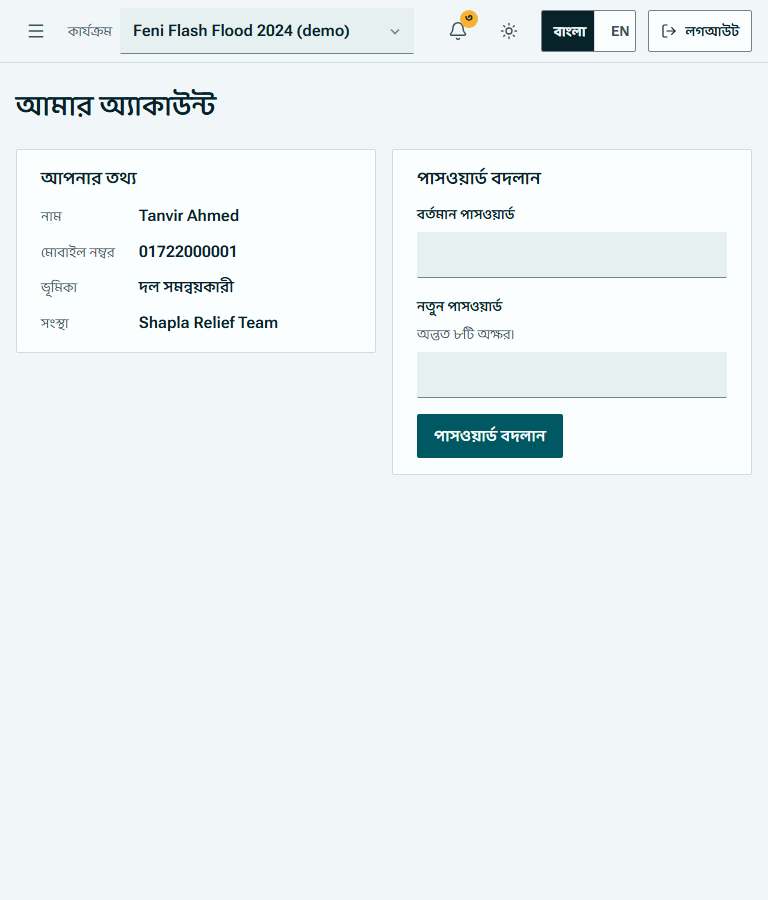 কার্যক্রম Feni Flash Flood 2024 (demo) ৩ বাংলা EN লগআউট
আমার অ্যাকাউন্ট
আপনার তথ্য
নাম Tanvir Ahmed
মোবাইল নম্বর 01722000001
ভূমিকা দল সমন্বয়কারী
সংস্থা Shapla Relief Team
পাসওয়ার্ড বদলান
বর্তমান পাসওয়ার্ড
নতুন পাসওয়ার্ড
অন্তত ৮টি অক্ষর।
পাসওয়ার্ড বদলান